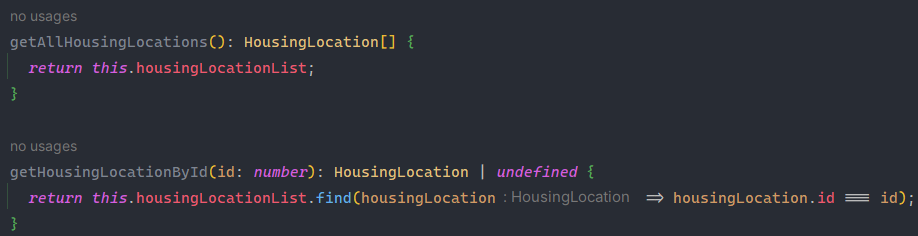 no usages
getAllHousingLocations(): HousingLocation[] {
return this.housingLocationList;
}
no usages
getHousingLocationById(id: number): HousingLocation | undefined {
return this.housingLocationList.find(housingLocation : HousingLocation => housingLocation.id === id);
}